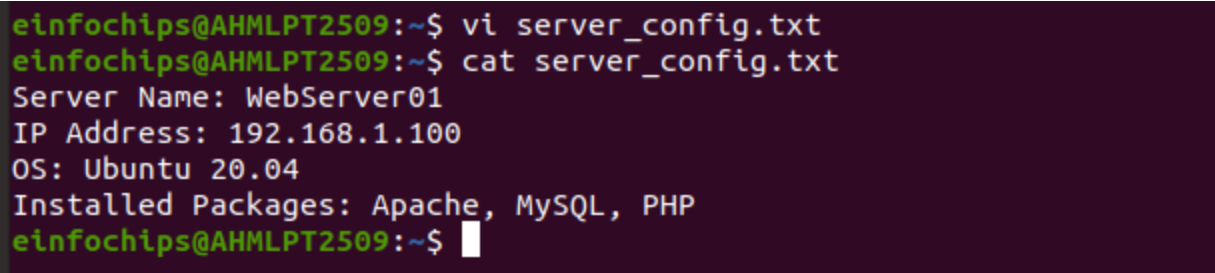 einfochips@AHMLPT2509:~$ vi server_config.txt
einfochips@AHMLPT2509:~$ cat server_config.txt
Server Name: WebServer01
IP Address: 192.168.1.100
OS: Ubuntu 20.04
Installed Packages: Apache, MySQL, PHP
einfochips@AHMLPT2509:~$